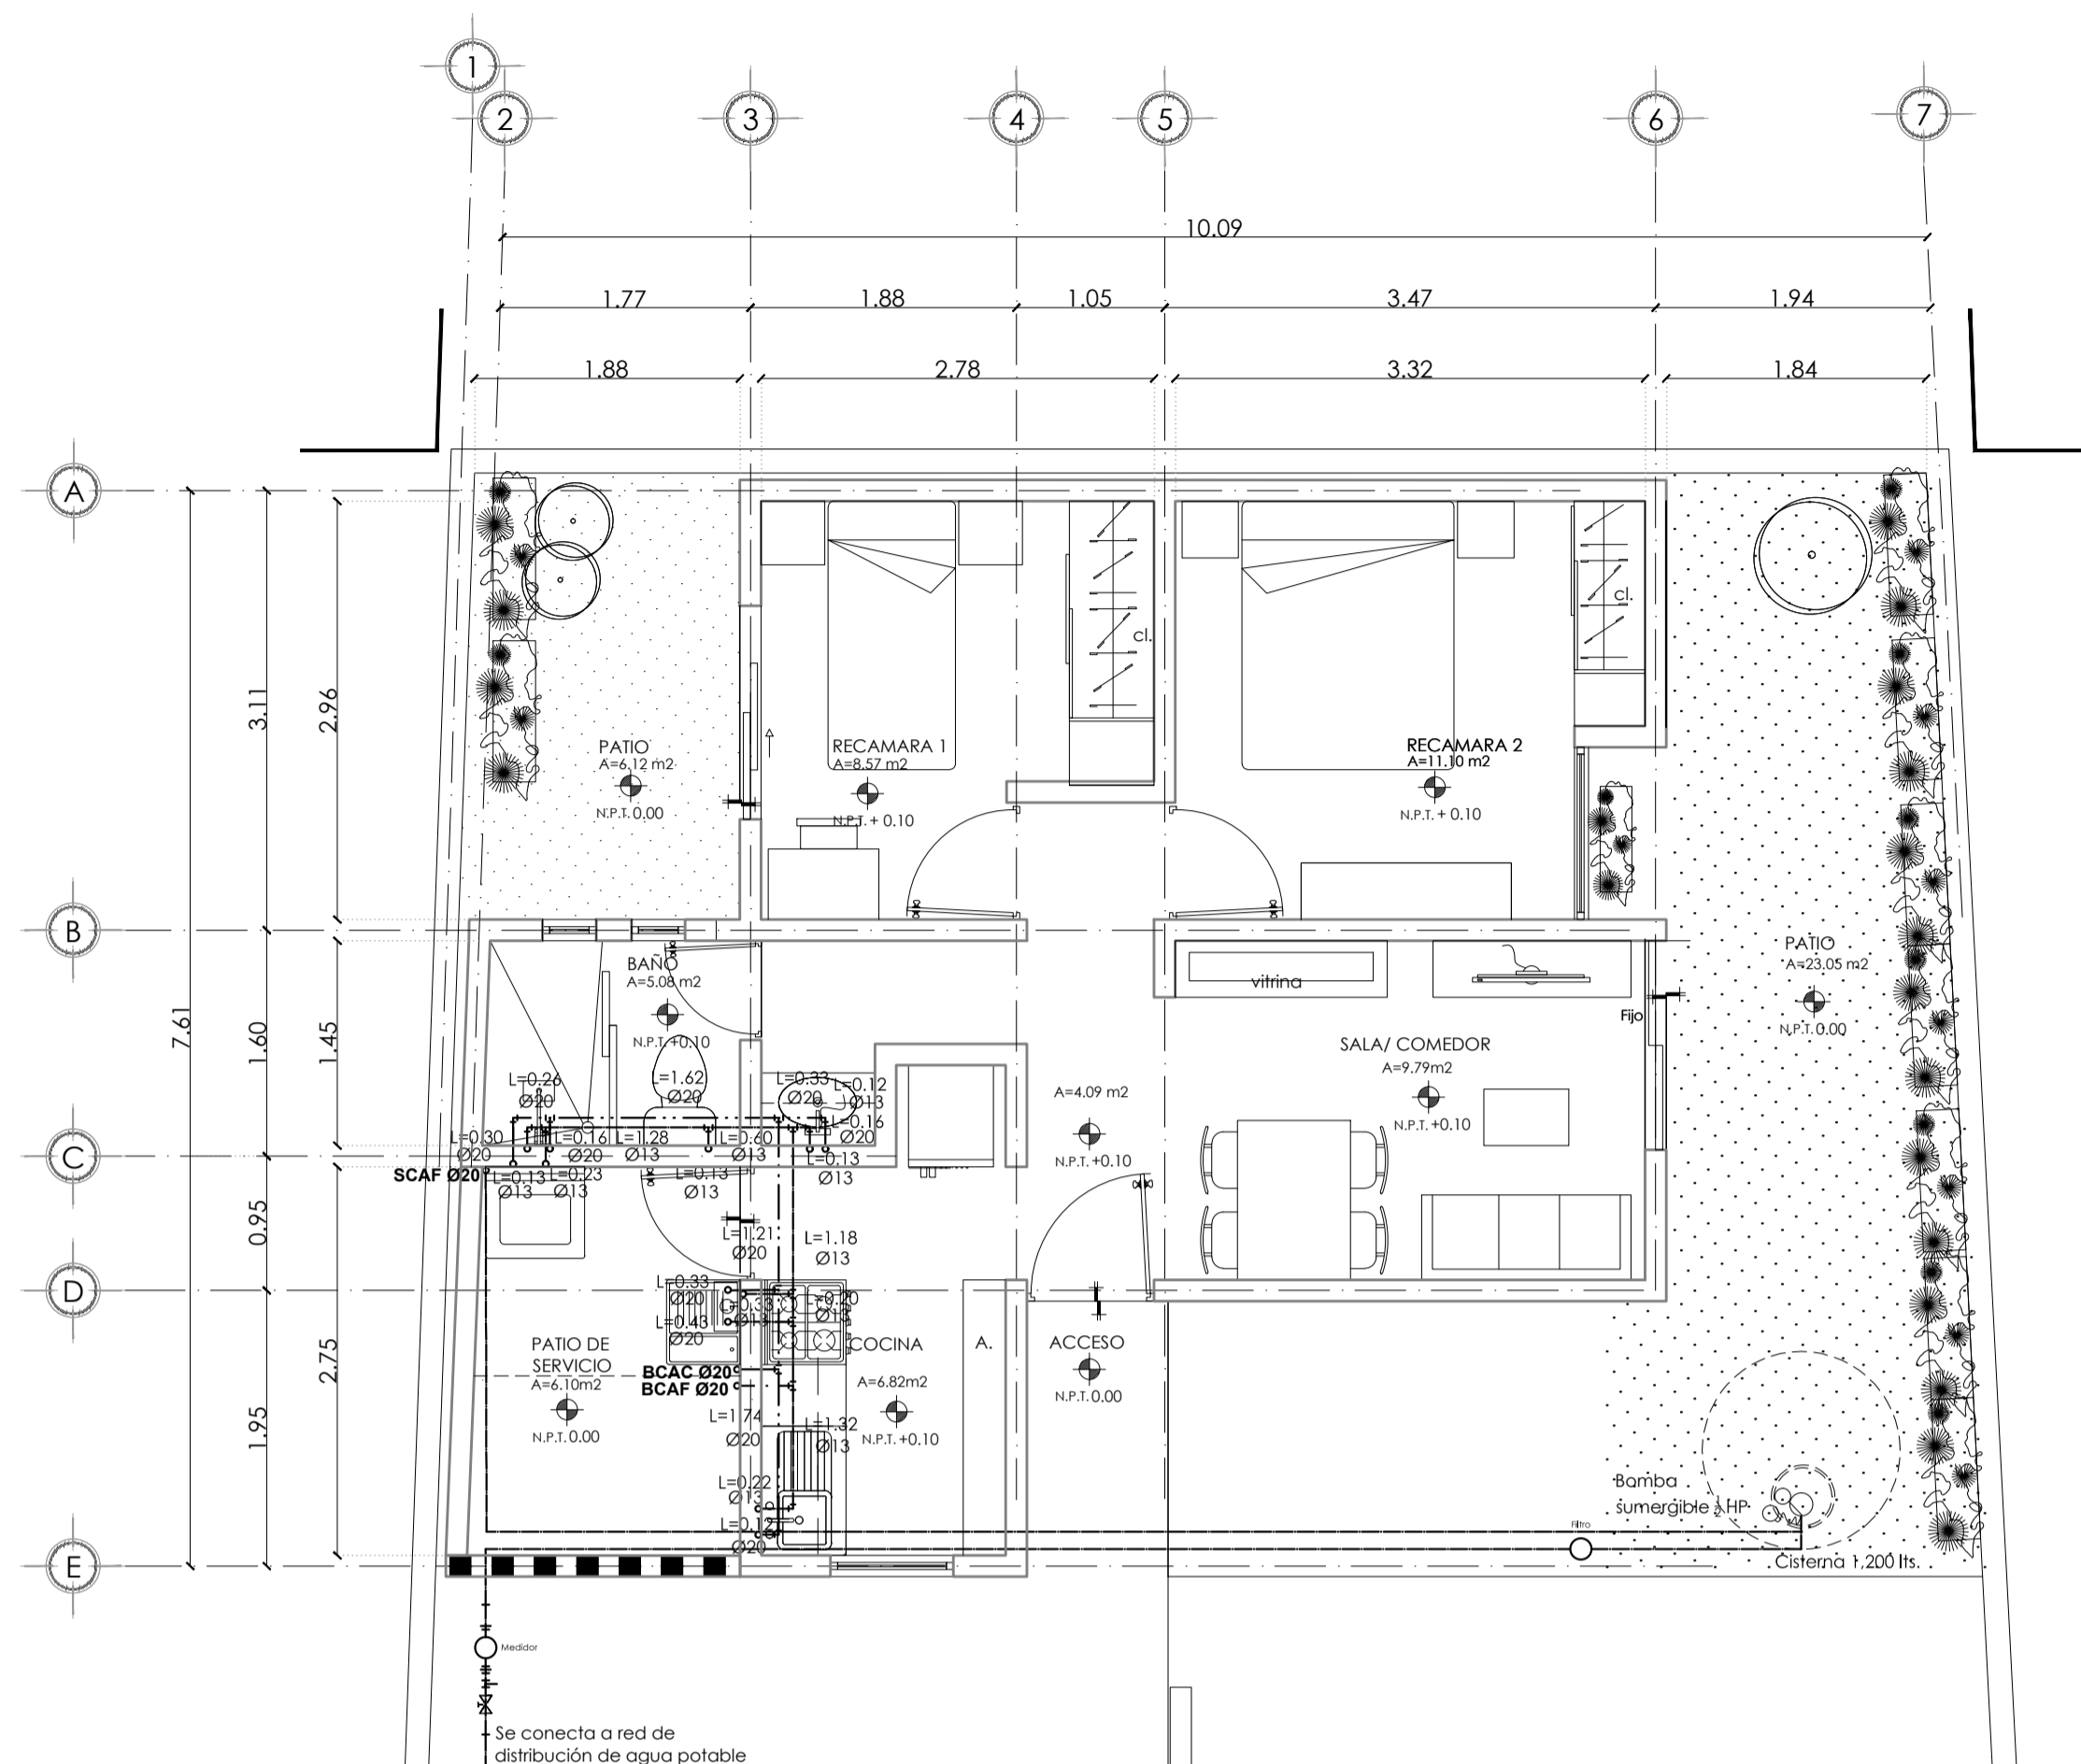 1
2
3
4
5
6
7
10.09
1.77
1.88
1.05
3.47
1.94
1.88
2.78
3.32
1.84
A
B
C
D
E
7.61
3.11
1.60
0.95
2.75
1.95
2.96
1.45
PATIO
A=6.12 m2
N.P.T. 0.00
RECAMARA 1
A=8.57 m2
N.P.T. + 0.10
cl.
RECAMARA 2
A=11.10 m2
N.P.T. + 0.10
cl.
BAÑO
A=5.08 m2
N.P.T. +0.10
vitrina
Fijo
PATIO
A=23.05 m2
N.P.T. 0.00
SALA/ COMEDOR
A=9.79m2
N.P.T. +0.10
A=4.09 m2
N.P.T. +0.10
L=0.26
Ø20
L=1.62
Ø20
L=0.33
Ø20
L=0.12
Ø13
L=0.16
Ø20
L=0.30
Ø20
L=0.16
Ø20
L=1.28
Ø13
L=0.60
Ø13
L=0.13
Ø13
SCAF Ø20
L=0.13
Ø13
L=0.23
Ø13
L=0.13
Ø13
L=1.21
Ø20
L=1.18
Ø13
L=0.33
Ø20
L=0.33
Ø13
L=0.20
Ø13
L=0.43
Ø20
PATIO DE
SERVICIO
A=6.10m2
N.P.T. 0.00
BCAC Ø20
BCAF Ø20
COCINA
A=6.82m2
N.P.T. +0.10
A.
ACCESO
N.P.T. 0.00
L=1.74
Ø20
L=1.32
Ø13
L=0.22
Ø13
Ø20
Bomba
sumergible ½ HP
Filtro
Cisterna 1,200 lts.
Medidor
Se conecta a red de
distribución de agua potable